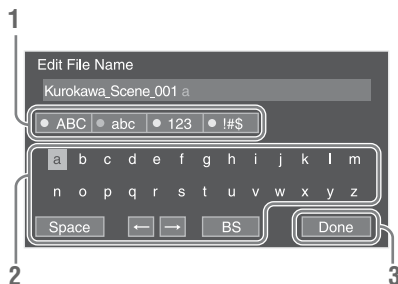 1
Edit File Name
Kurokawa_Scene_001 a
ABC abc 123 !#$
a b c d e f g h i j k l m
n o p q r s t u v w x y z
Space ← → BS Done
2 3